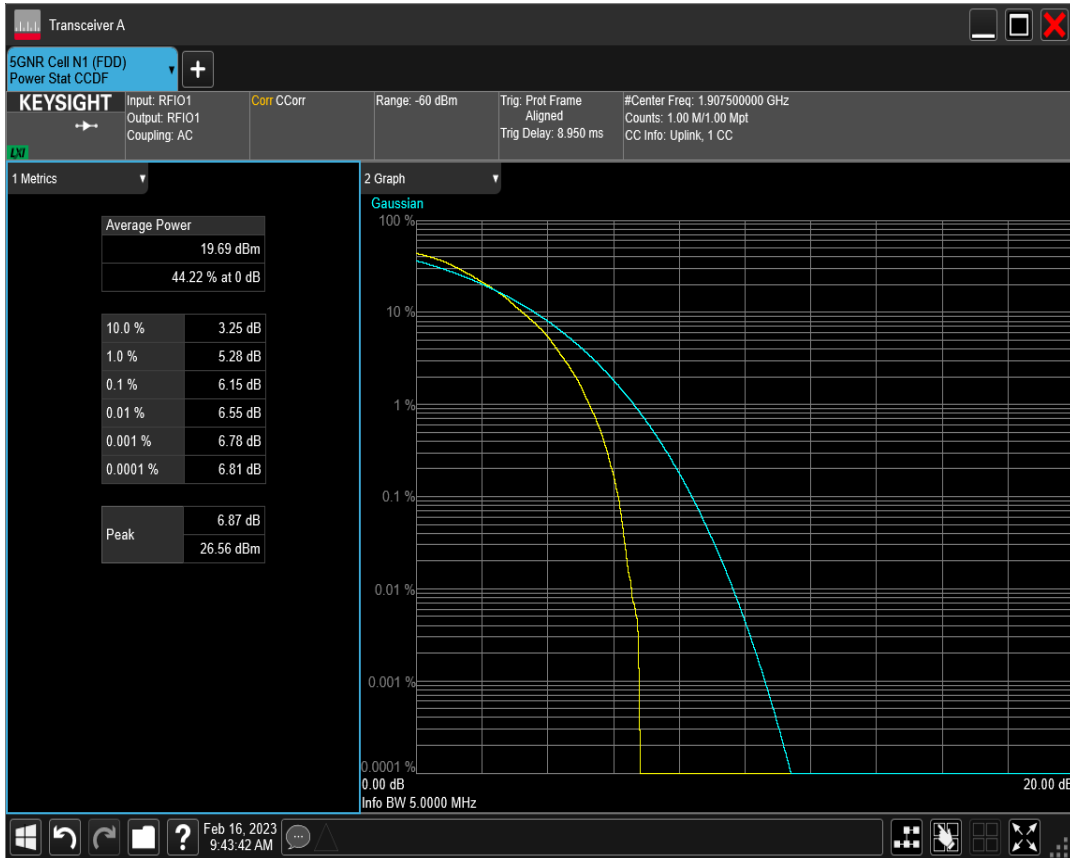 Transceiver A
5GNR Cell N1 (FDD)
Power Stat CCDF
+
KEYSIGHT
LXI
Input: RFIO1
Output: RFIO1
Coupling: AC
Corr CCorr
Range: -60 dBm
Trig: Prot Frame
Aligned
Trig Delay: 8.950 ms
#Center Freq: 1.907500000 GHz
Counts: 1.00 M/1.00 Mpt
CC Info: Uplink, 1 CC
1 Metrics
Average Power
19.69 dBm
44.22 % at 0 dB
10.0 % 3.25 dB
1.0 % 5.28 dB
0.1 % 6.15 dB
0.01 % 6.55 dB
0.001 % 6.78 dB
0.0001 % 6.81 dB
Peak
6.87 dB
26.56 dBm
2 Graph
Gaussian
100 %
10 %
1 %
0.1 %
0.01 %
0.001 %
0.0001 %
0.00 dB 20.00 dB
Info BW 5.0000 MHz
?
Feb 16, 2023
9:43:42 AM